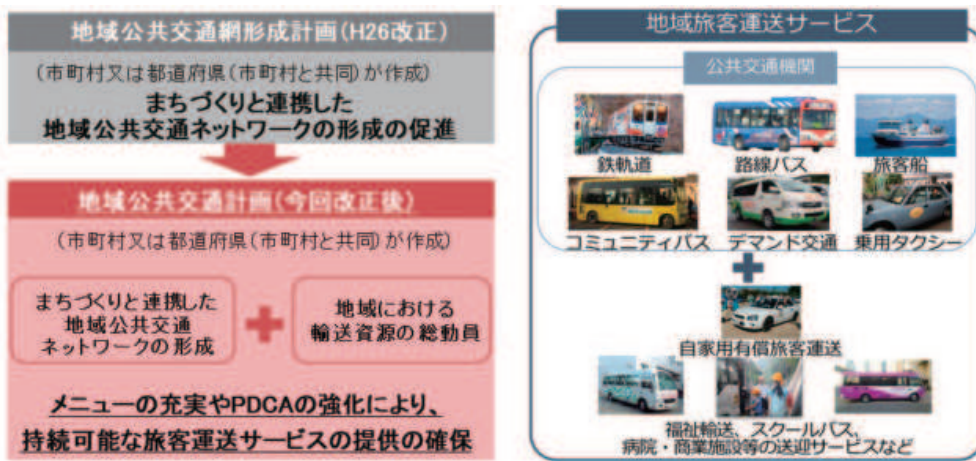 地域公共交通網形成計画(H26改正)
(市町村又は都道府県(市町村と共同)が作成)
まちづくりと連携した
地域公共交通ネットワークの形成の促進
地域公共交通計画(今回改正後)
(市町村又は都道府県(市町村と共同)が作成)
まちづくりと連携した
地域公共交通
ネットワークの形成
+
地域における
輸送資源の総動員
メニューの充実やPDCAの強化により、
持続可能な旅客運送サービスの提供の確保
地域旅客運送サービス
公共交通機関
鉄軌道
路線バス
旅客船
コミュニティバス
デマンド交通
乗用タクシー
+
自家用有償旅客運送
福祉輸送、スクールバス、
病院・商業施設等の送迎サービスなど